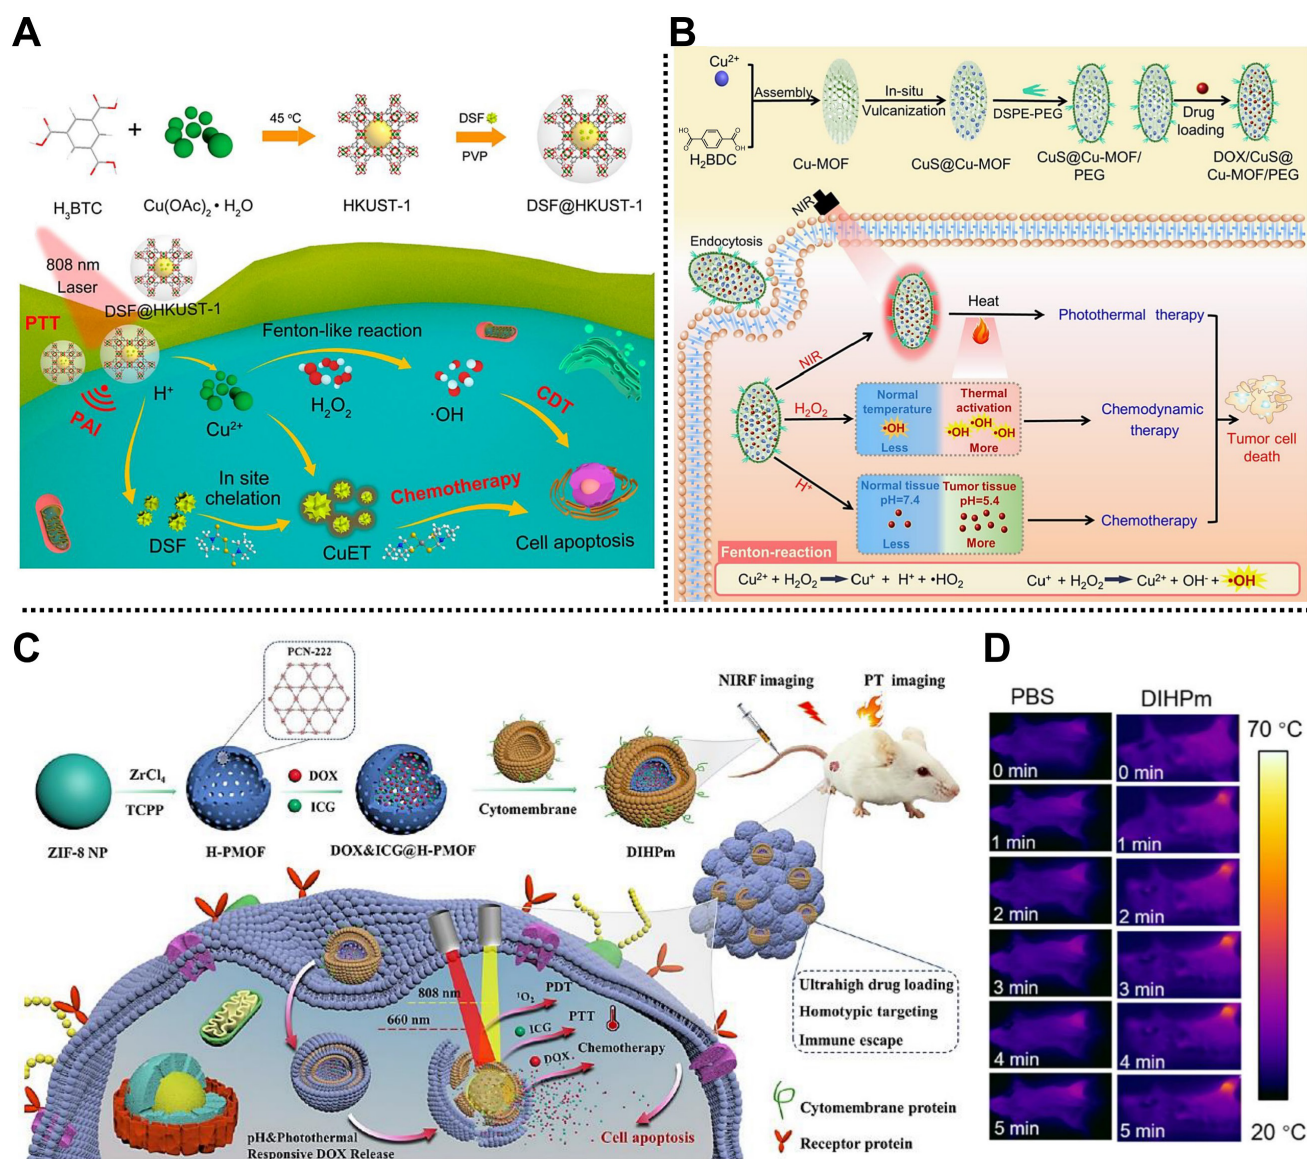 A
45 °C
DSF
PVP
H₃BTC
+
Cu(OAc)₂ • H₂O
HKUST-1
DSF@HKUST-1
808 nm
Laser
DSF@HKUST-1
PTT
PAI
H⁺
Cu²⁺
Fenton-like reaction
H₂O₂
·OH
CDT
In site
chelation
DSF
CuET
Chemotherapy
Cell apoptosis
B
Cu²⁺
HO
O
O
OH
H₂BDC
Assembly
Cu-MOF
In-situ
Vulcanization
CuS@Cu-MOF
DSPE-PEG
CuS@Cu-MOF/
PEG
Drug
loading
DOX/CuS@
Cu-MOF/PEG
NIR
Endocytosis
Heat
Photothermal therapy
NIR
H₂O₂
H⁺
Normal
temperature
•OH
Less
Thermal
activation
•OH
•OH
•OH
More
Chemodynamic
therapy
Normal tissue
pH=7.4
Less
Tumor tissue
pH=5.4
More
Chemotherapy
Tumor cell
death
Fenton-reaction
Cu²⁺ + H₂O₂ Cu⁺ + H⁺ + •HO₂
Cu⁺ + H₂O₂ Cu²⁺ + OH⁻ + •OH
C
PCN-222
ZIF-8 NP
ZrCl₄
TCPP
H-PMOF
DOX
ICG
DOX&ICG@H-PMOF
Cytomembrane
DIHPm
NIRF imaging
PT imaging
Ultrahigh drug loading
Homotypic targeting
Immune escape
808 nm
660 nm
¹O₂
PDT
ICG
PTT
DOX
Chemotherapy
Cell apoptosis
pH&Photothermal
Responsive DOX Release
Cytomembrane protein
Receptor protein
D
PBS
DIHPm
0 min
0 min
1 min
1 min
2 min
2 min
3 min
3 min
4 min
4 min
5 min
5 min
70 °C
20 °C